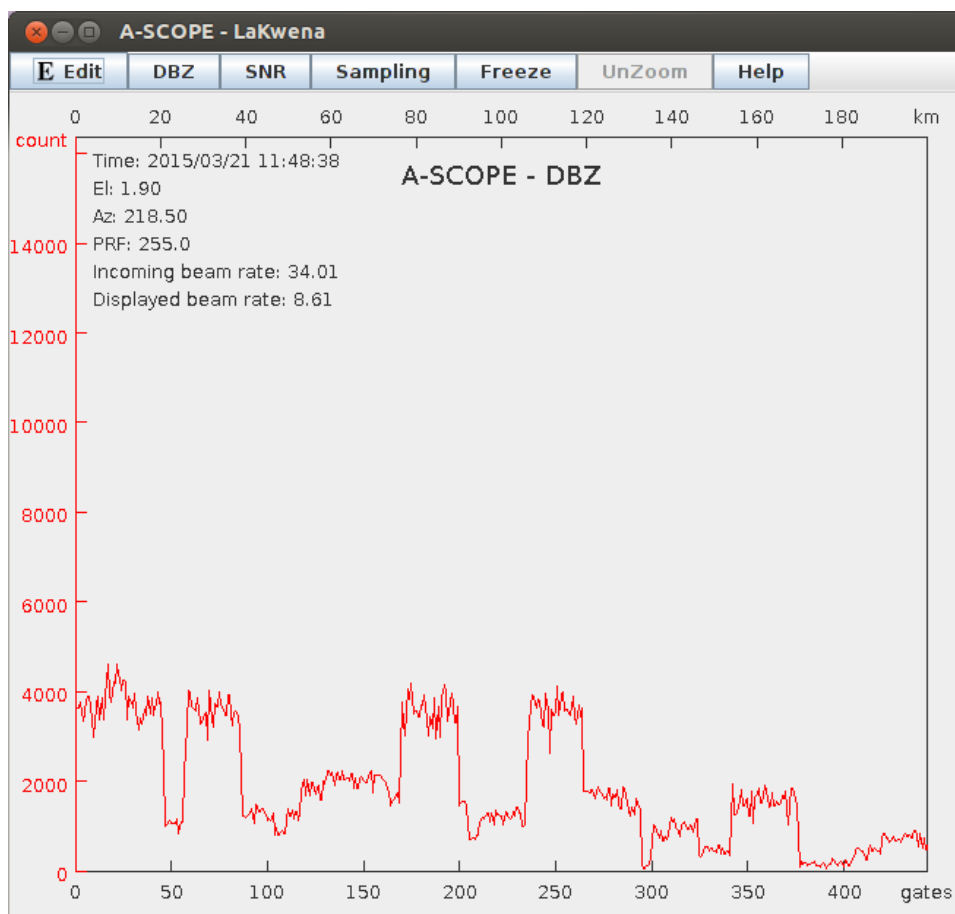 A-SCOPE - LaKwena
E Edit DBZ SNR Sampling Freeze UnZoom Help
0 20 40 60 80 100 120 140 160 180 km
count
Time: 2015/03/21 11:48:38
A-SCOPE - DBZ
El: 1.90
Az: 218.50
14000
PRF: 255.0
Incoming beam rate: 34.01
Displayed beam rate: 8.61
12000
10000
8000
6000
4000
2000
0
0 50 100 150 200 250 300 350 400 gates